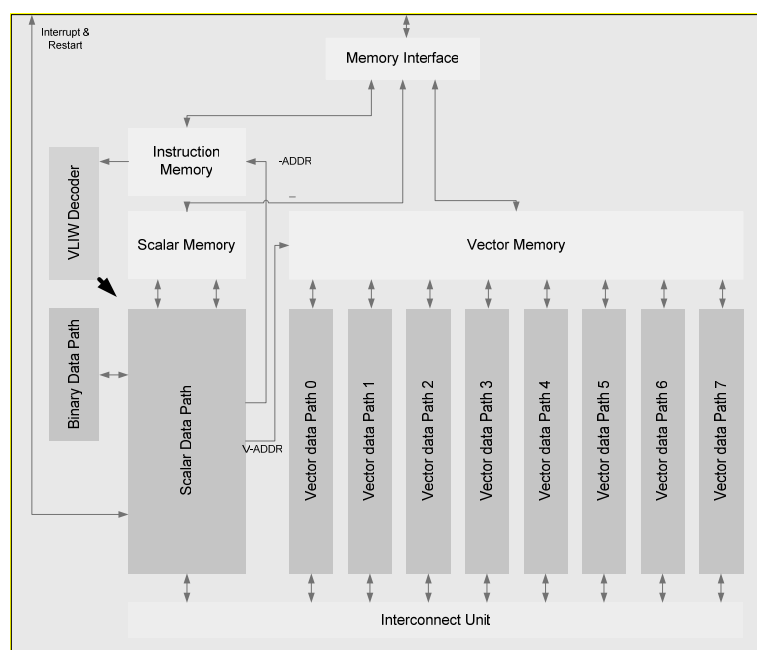 Interrupt &
Restart
Memory Interface
Instruction
Memory
-ADDR
VLIW Decoder
Scalar Memory
Vector Memory
Binary Data Path
Scalar Data Path
V-ADDR
Vector data Path 0
Vector data Path 1
Vector data Path 2
Vector data Path 3
Vector data Path 4
Vector data Path 5
Vector data Path 6
Vector data Path 7
Interconnect Unit